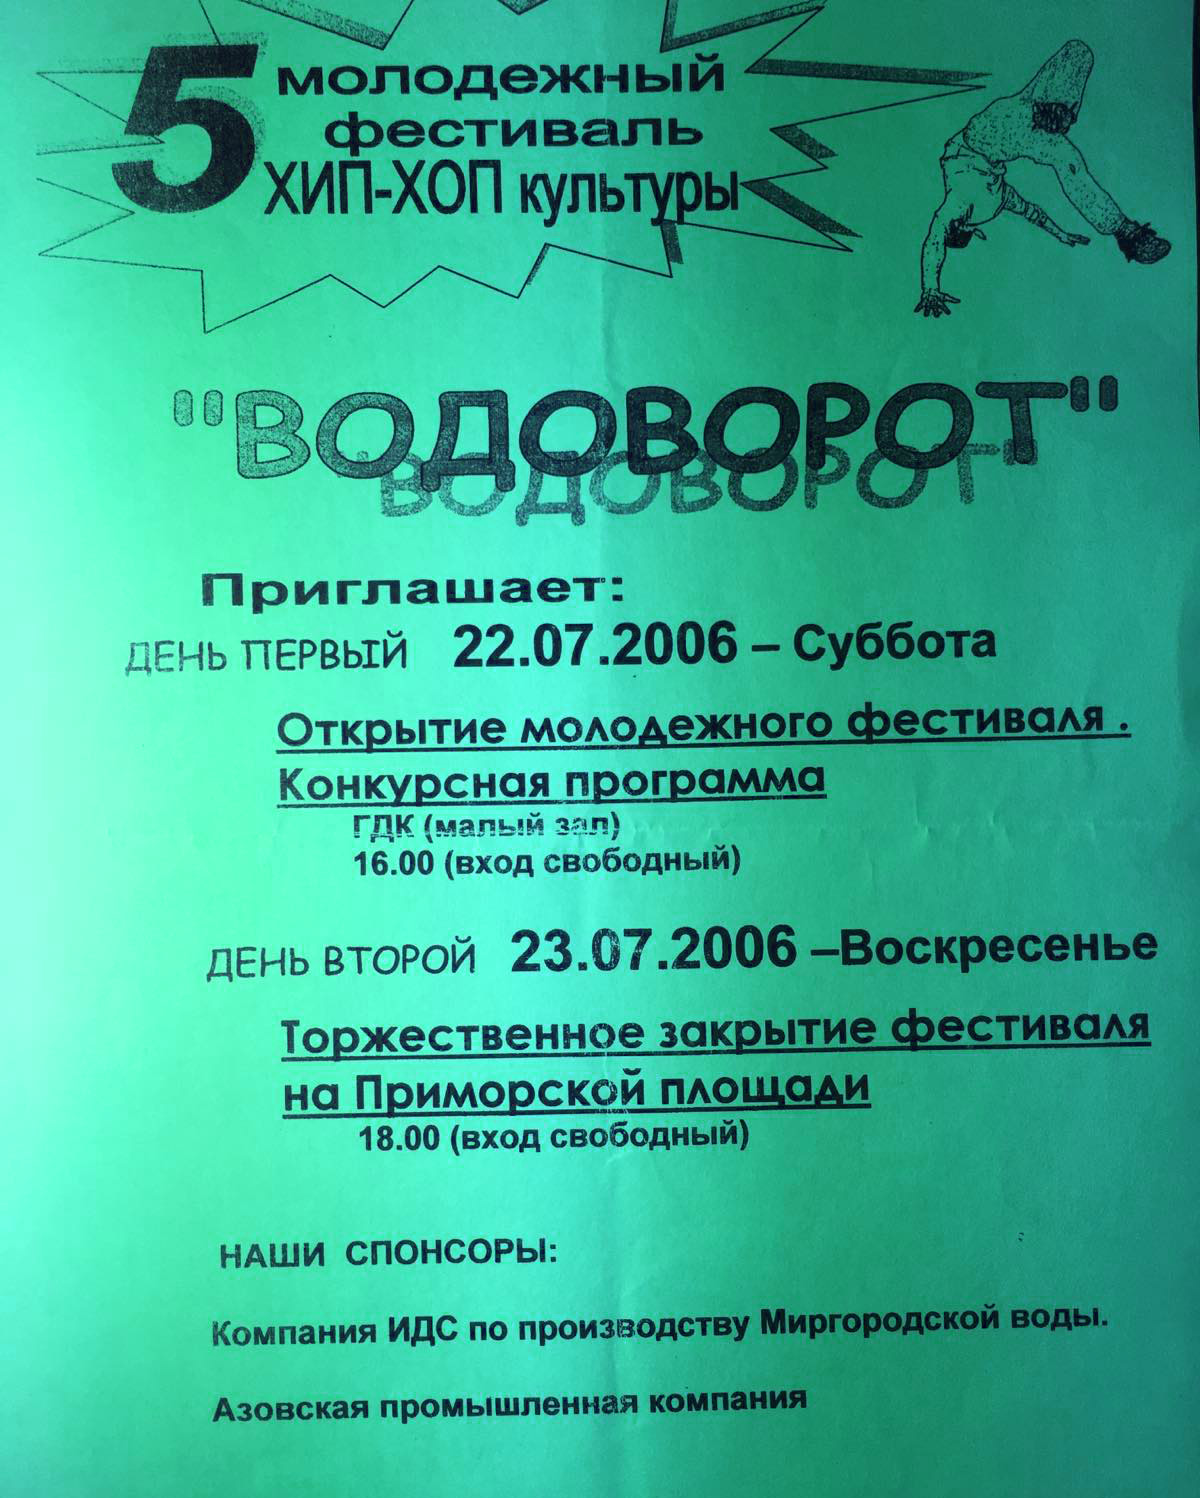 5 молодежный
фестиваль
ХИП-ХОП культуры
"ВОДОВОРОТ"
Приглашает:
ДЕНЬ ПЕРВЫЙ 22.07.2006 – Суббота
Открытие молодежного фестиваля .
Конкурсная программа
ГДК (малый зал)
16.00 (вход свободный)
ДЕНЬ ВТОРОЙ 23.07.2006 –Воскресенье
Торжественное закрытие фестиваля
на Приморской площади
18.00 (вход свободный)
НАШИ СПОНСОРЫ:
Компания ИДС по производству Миргородской воды.
Азовская промышленная компания